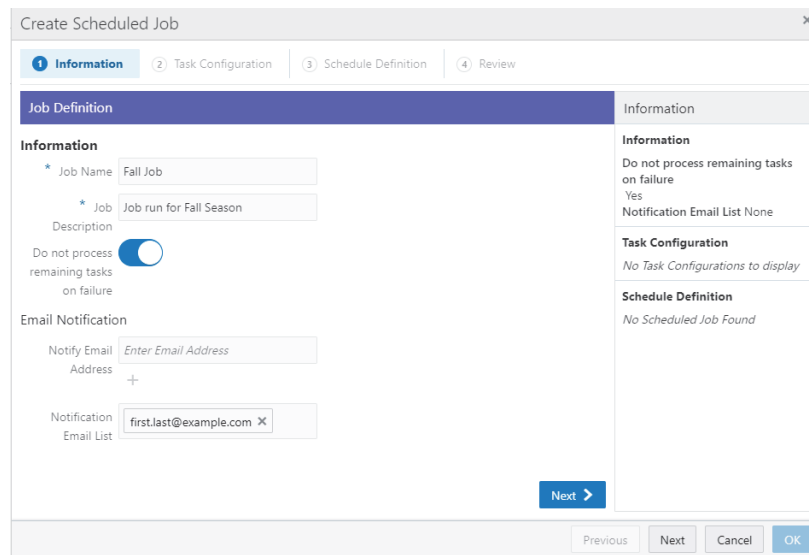 Create Scheduled Job
1 Information 2 Task Configuration 3 Schedule Definition 4 Review
Job Definition
Information
* Job Name Fall Job
* Job Description Job run for Fall Season
Do not process
remaining tasks
on failure
Email Notification
Notify Email Address Enter Email Address
Notification Email List first.last@example.com
Next
Information
Information
Do not process remaining tasks
on failure
Yes
Notification Email List None
Task Configuration
No Task Configurations to display
Schedule Definition
No Scheduled Job Found
Previous Next Cancel OK